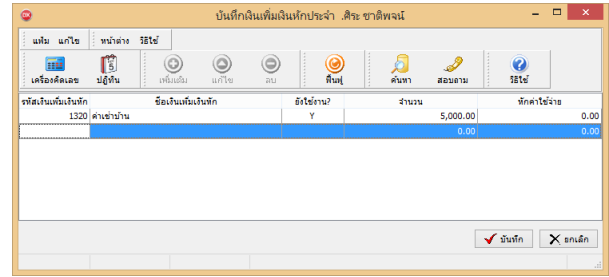 บันทึกเงินเพิ่มเงินหักประจำ .ศิระ ชาติพจน์
แฟ้ม แก้ไข หน้าต่าง วิธีใช้
เครื่องคิดเลข ปฏิทิน เพิ่มเติม แก้ไข ลบ ฟื้นฟู ค้นหา สอบถาม วิธีใช้
รหัสเงินเพิ่มเงินหัก ชื่อเงินเพิ่มเงินหัก ยังใช้งาน? จำนวน หักค่าใช้จ่าย
1320 ค่าเช่าบ้าน Y 5,000.00 0.00
0.00 0.00
บันทึก ยกเลิก